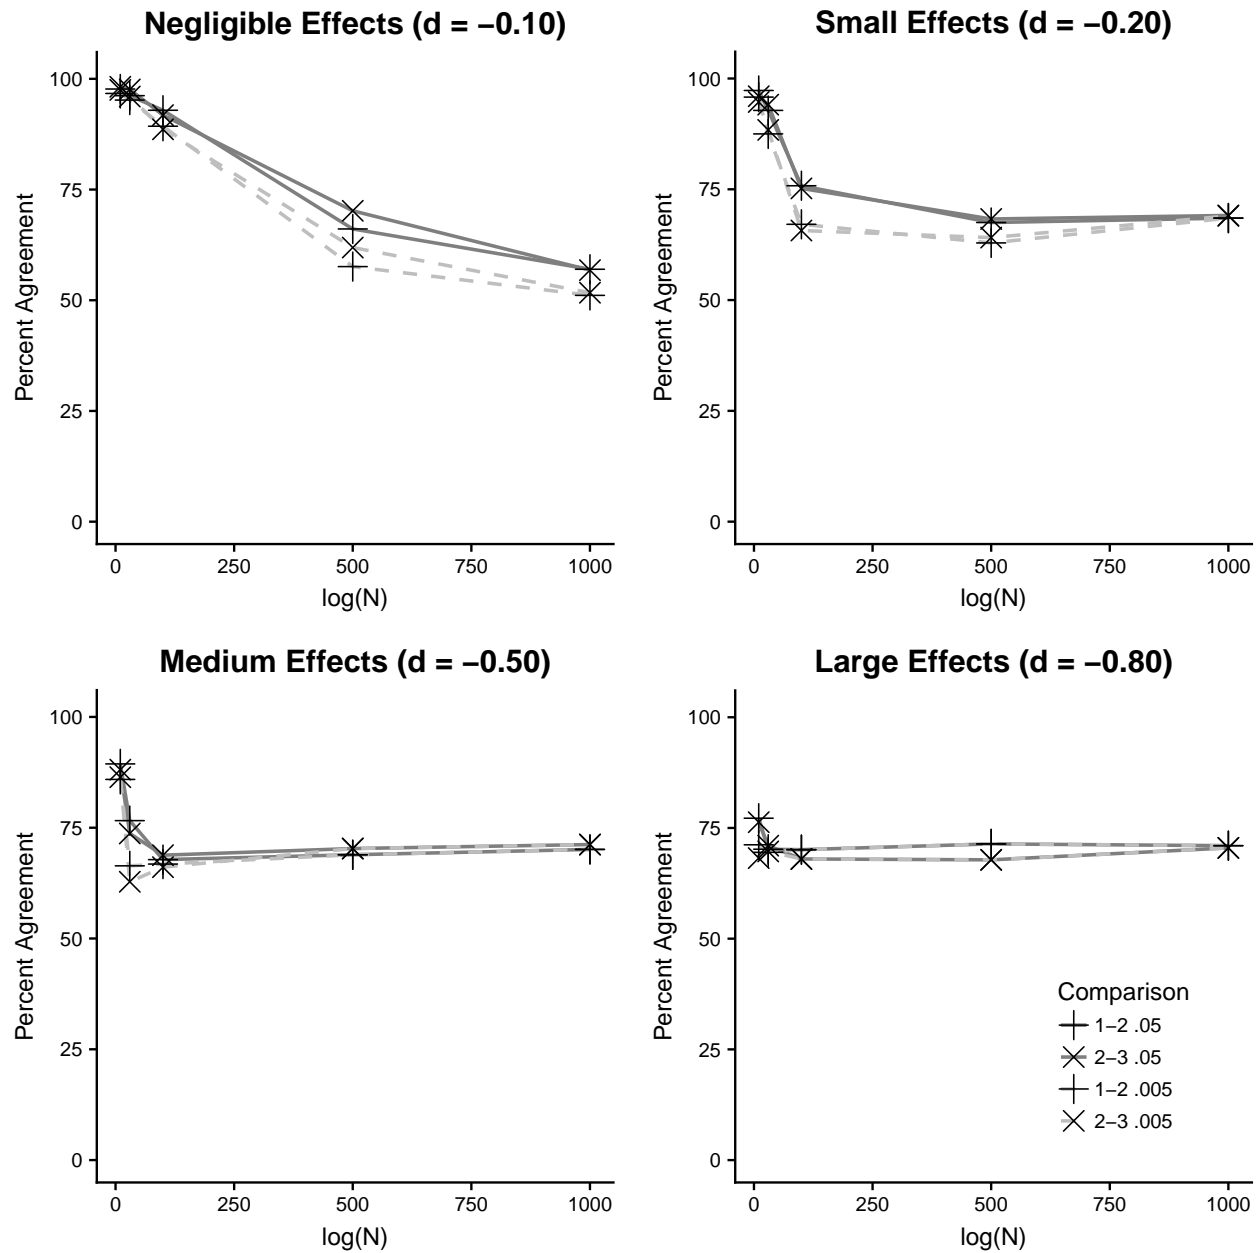 Negligible Effects (d = −0.10)
100
75
50
25
0
Percent Agreement
0 250 500 750 1000
log(N)
Small Effects (d = −0.20)
100
75
50
25
0
Percent Agreement
0 250 500 750 1000
log(N)
Medium Effects (d = −0.50)
100
75
50
25
0
Percent Agreement
0 250 500 750 1000
log(N)
Large Effects (d = −0.80)
100
75
50
25
0
Percent Agreement
Comparison
1−2 .05
2−3 .05
1−2 .005
2−3 .005
0 250 500 750 1000
log(N)